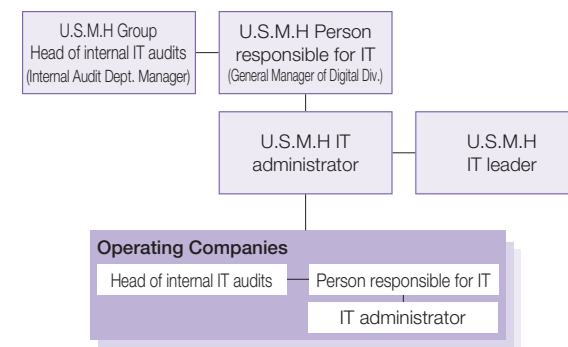 U.S.M.H Group
Head of internal IT audits
(Internal Audit Dept. Manager)
U.S.M.H Person
responsible for IT
(General Manager of Digital Div.)
U.S.M.H IT
administrator
U.S.M.H
IT leader
Operating Companies
Head of internal IT audits
Person responsible for IT
IT administrator